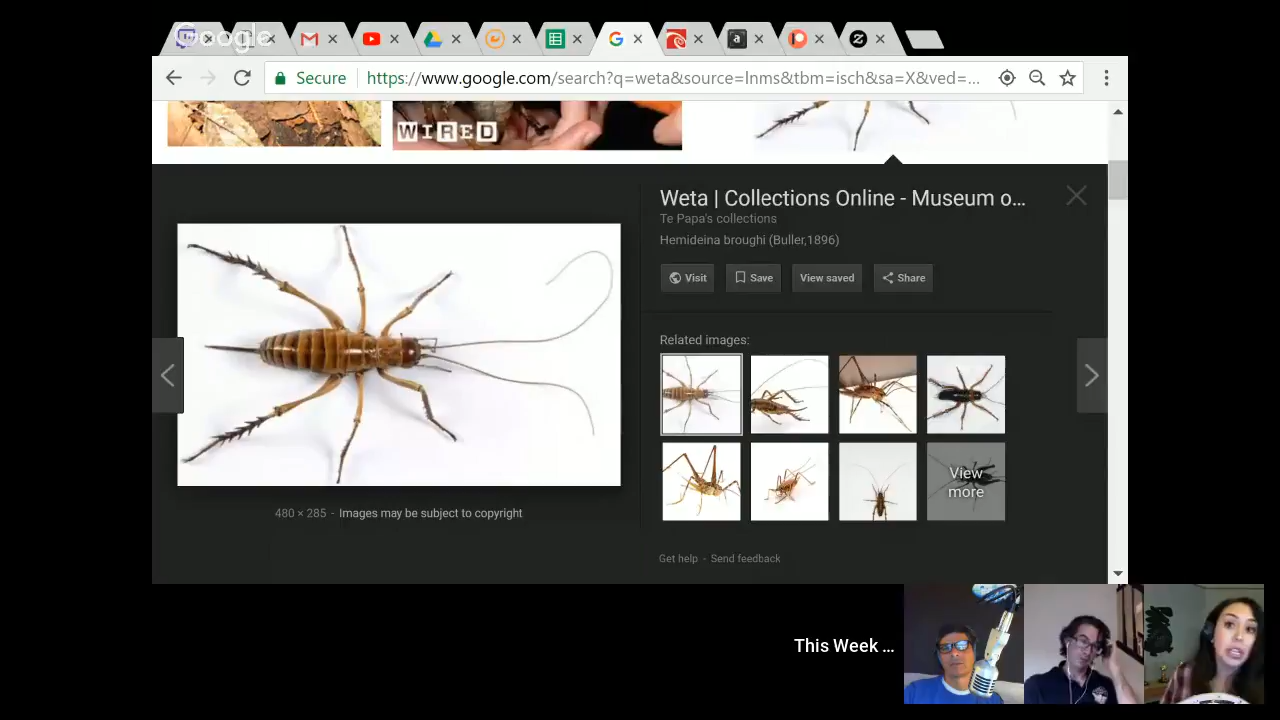 Google
Secure
https://www.google.com/search?q=weta&source=lnms&tbm=isch&sa=X&ved=...
WIRED
Weta | Collections Online - Museum o...
Te Papa's collections
Hemideina broughi (Buller,1896)
Visit
Save
View saved
Share
Related images:
View
more
480 × 285 - Images may be subject to copyright
Get help - Send feedback
This Week ...